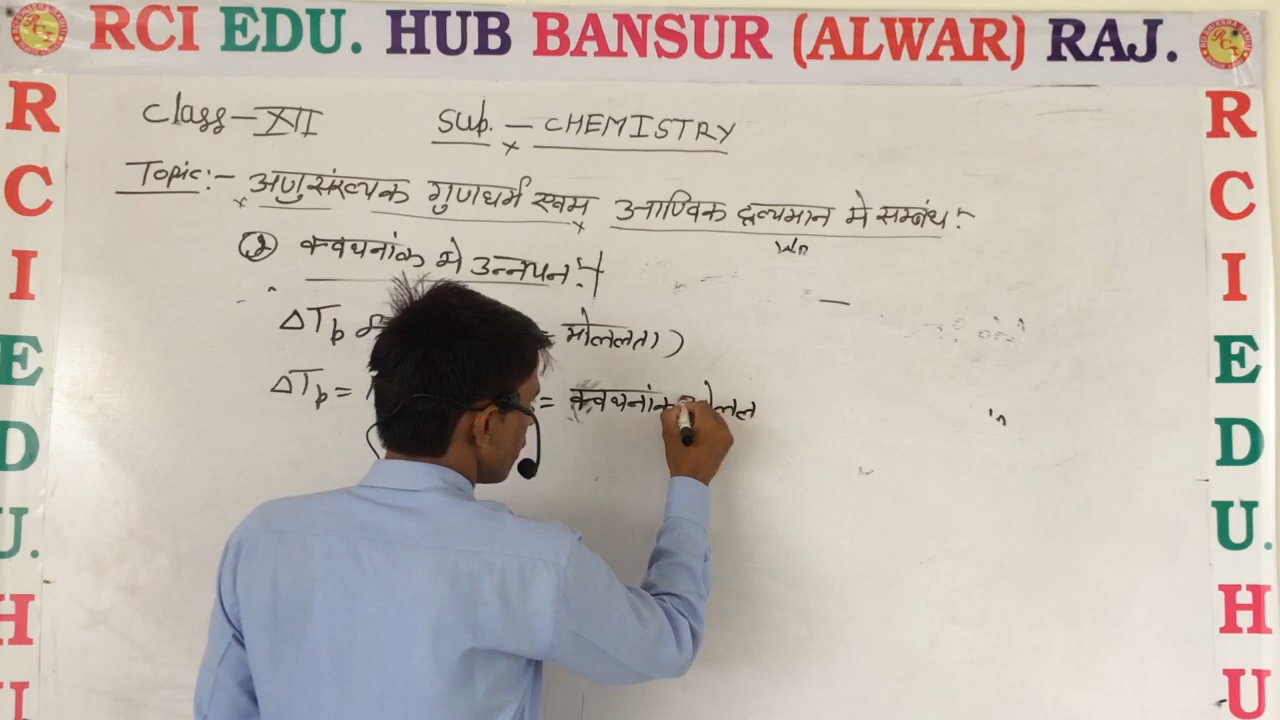 RCI EDU. HUB BANSUR (ALWAR) RAJ.
Class - XII Sub. - CHEMISTRY
Topic:- अणुसंख्यक गुणधर्म एवम आण्विक द्रव्यमान मे सम्बंध :-
क्वथनांक मे उन्नयन :-
ΔTb = मोललता)
ΔTb = = क्वथनांक मोलल
R
C
I
E
D
U.
H
U
R
C
I
E
D
U.
H
U